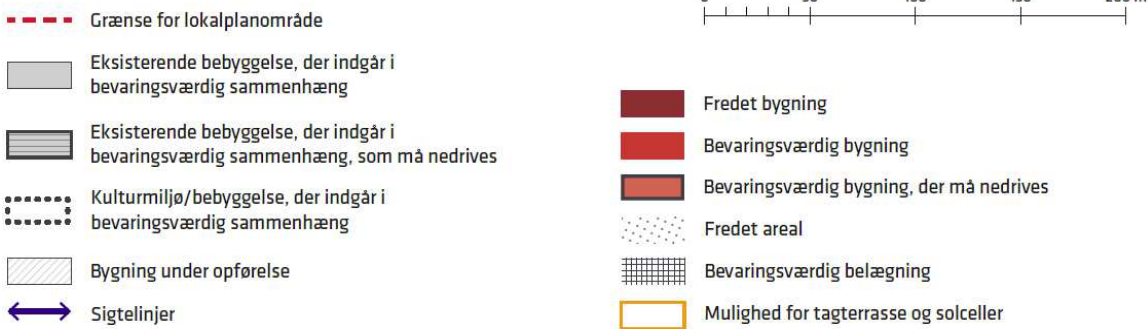 Grænse for lokalplanområde
Eksisterende bebyggelse, der indgår i
bevaringsværdig sammenhæng
Eksisterende bebyggelse, der indgår i
bevaringsværdig sammenhæng, som må nedrives
Kulturmiljø/bebyggelse, der indgår i
bevaringsværdig sammenhæng
Bygning under opførelse
Sigtelinjer
Fredet bygning
Bevaringsværdig bygning
Bevaringsværdig bygning, der må nedrives
Fredet areal
Bevaringsværdig belægning
Mulighed for tagterrasse og solceller